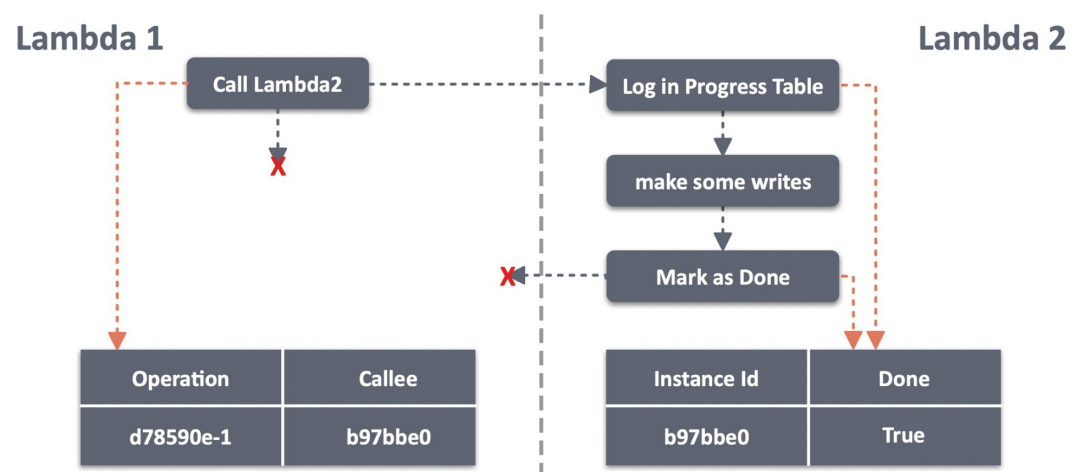 Lambda 1
Lambda 2
Call Lambda2
Log in Progress Table
X
make some writes
X
Mark as Done
Operation
Callee
Instance Id
Done
d78590e-1
b97bbe0
b97bbe0
True